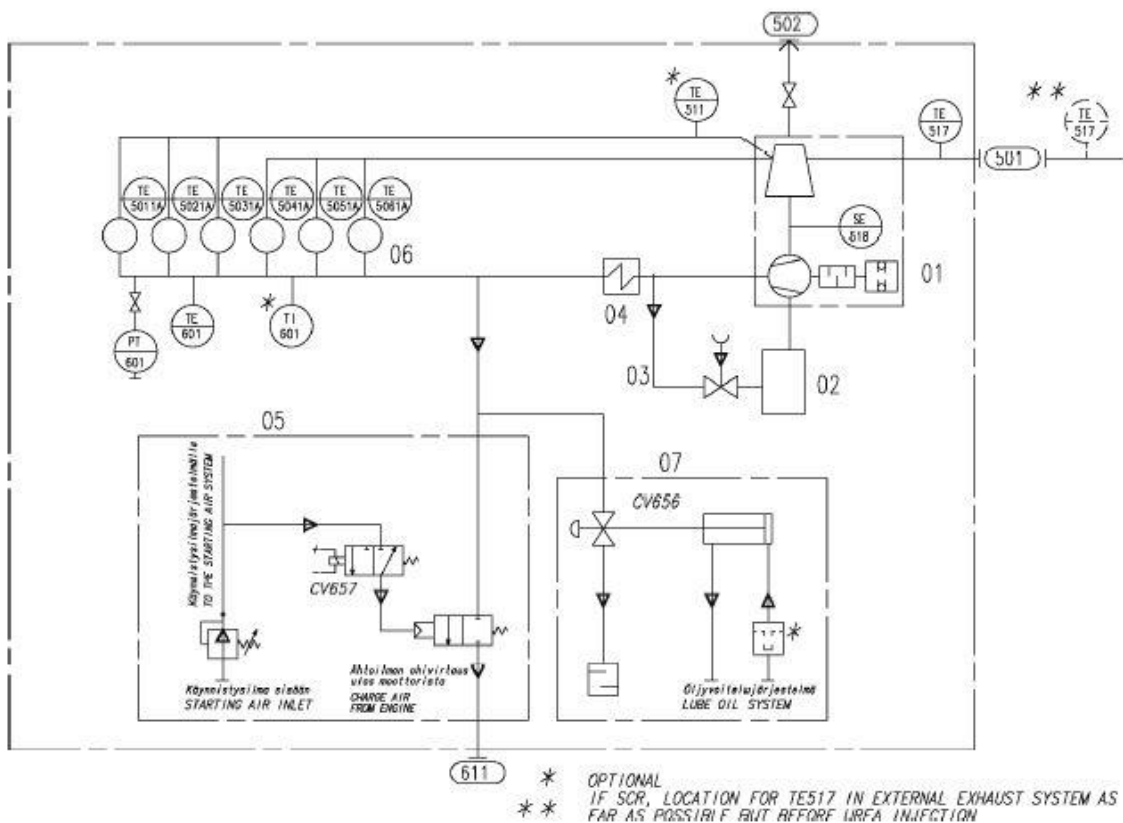 502
* TE 511
TE 517
* * TE 517
501
TE 5011A
TE 5021A
TE 5031A
TE 5041A
TE 5051A
TE 5061A
SE 518
06
01
PT 601
TE 601
* TI 601
04
03
02
05
07
Käynnistysilmajärjestelmälle
TO THE STARTING AIR SYSTEM
CV656
CV657
*
Käynnistysilma sisään
STARTING AIR INLET
Ahtoilman ohivirtaus
ulos moottorista
CHARGE AIR
FROM ENGINE
Öljyvoitelujärjestelmä
LUBE OIL SYSTEM
611
* OPTIONAL
* * IF SCR, LOCATION FOR TE517 IN EXTERNAL EXHAUST SYSTEM AS
FAR AS POSSIBLE BUT BEFORE UREA INJECTION